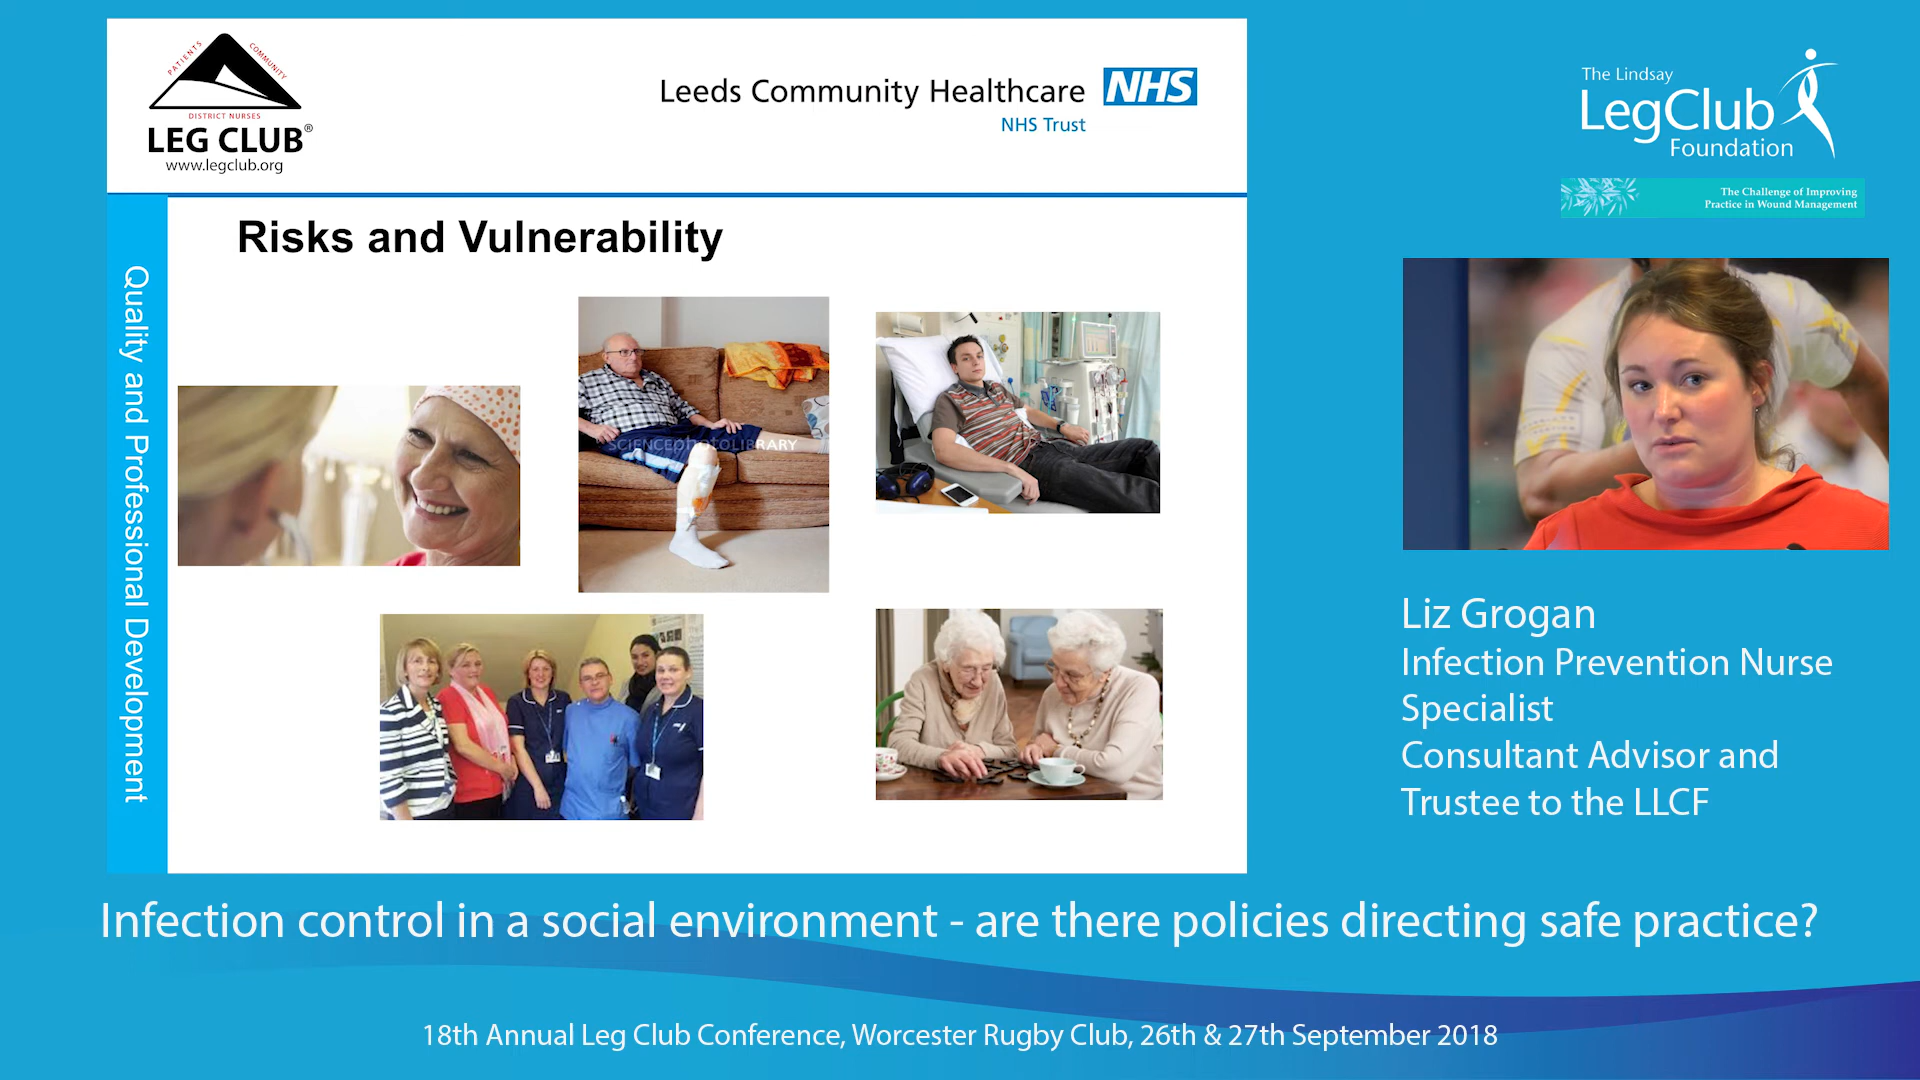 PATIENTS
COMMUNITY
DISTRICT NURSES
LEG CLUB®
www.legclub.org
Leeds Community Healthcare NHS
NHS Trust
Quality and Professional Development
Risks and Vulnerability
SCIENCEPHOTOLIBRARY
The Lindsay
LegClub
Foundation
The Challenge of Improving
Practice in Wound Management
Liz Grogan
Infection Prevention Nurse
Specialist
Consultant Advisor and
Trustee to the LLCF
Infection control in a social environment - are there policies directing safe practice?
18th Annual Leg Club Conference, Worcester Rugby Club, 26th & 27th September 2018